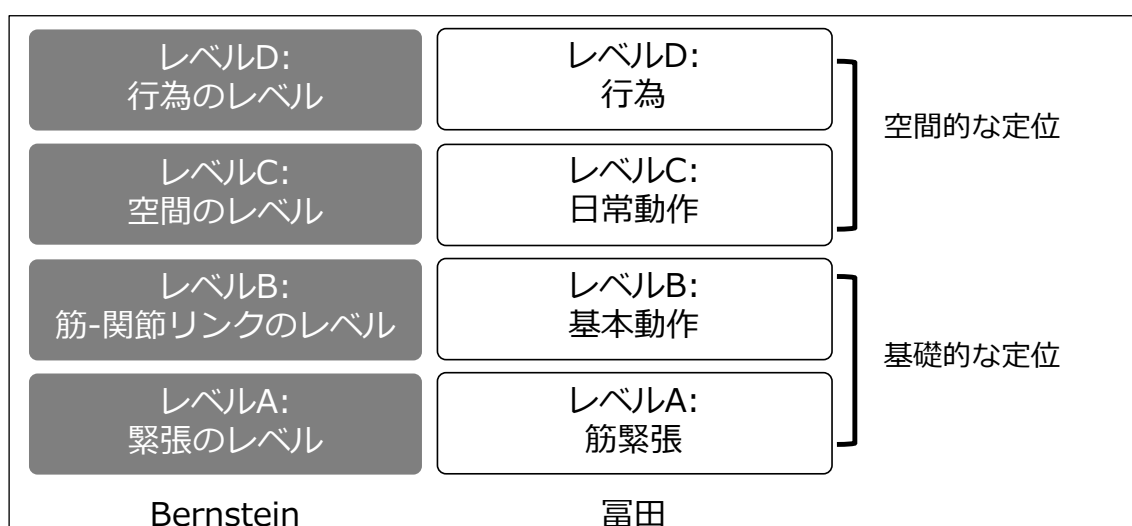 レベルD:
行為のレベル
レベルD:
行為
空間的な定位
レベルC:
空間のレベル
レベルC:
日常動作
レベルB:
筋-関節リンクのレベル
レベルB:
基本動作
基礎的な定位
レベルA:
緊張のレベル
レベルA:
筋緊張
Bernstein
冨田